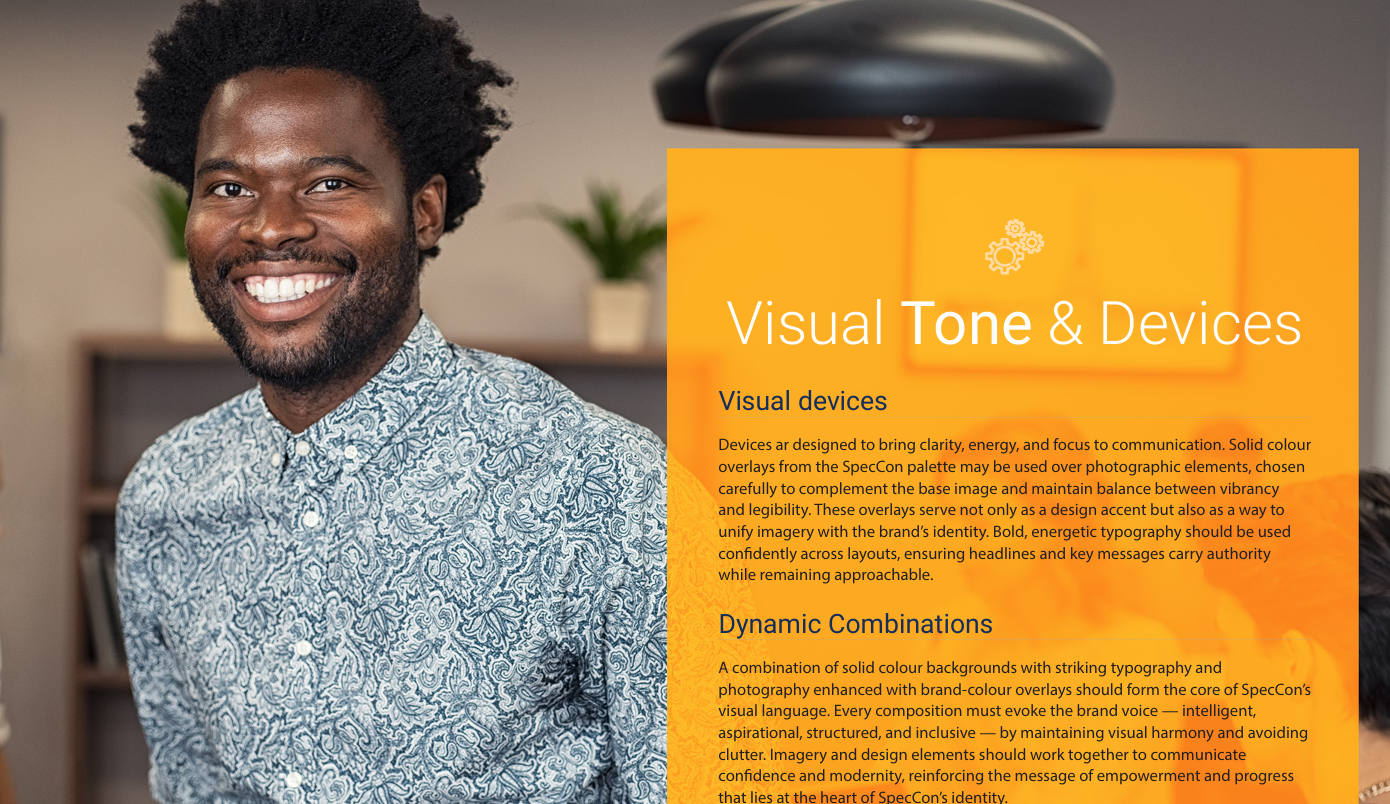 Visual Tone & Devices
Visual devices
Devices ar designed to bring clarity, energy, and focus to communication. Solid colour
overlays from the SpecCon palette may be used over photographic elements, chosen
carefully to complement the base image and maintain balance between vibrancy
and legibility. These overlays serve not only as a design accent but also as a way to
unify imagery with the brand’s identity. Bold, energetic typography should be used
confidently across layouts, ensuring headlines and key messages carry authority
while remaining approachable.
Dynamic Combinations
A combination of solid colour backgrounds with striking typography and
photography enhanced with brand-colour overlays should form the core of SpecCon’s
visual language. Every composition must evoke the brand voice — intelligent,
aspirational, structured, and inclusive — by maintaining visual harmony and avoiding
clutter. Imagery and design elements should work together to communicate
confidence and modernity, reinforcing the message of empowerment and progress
that lies at the heart of SpecCon’s identity.